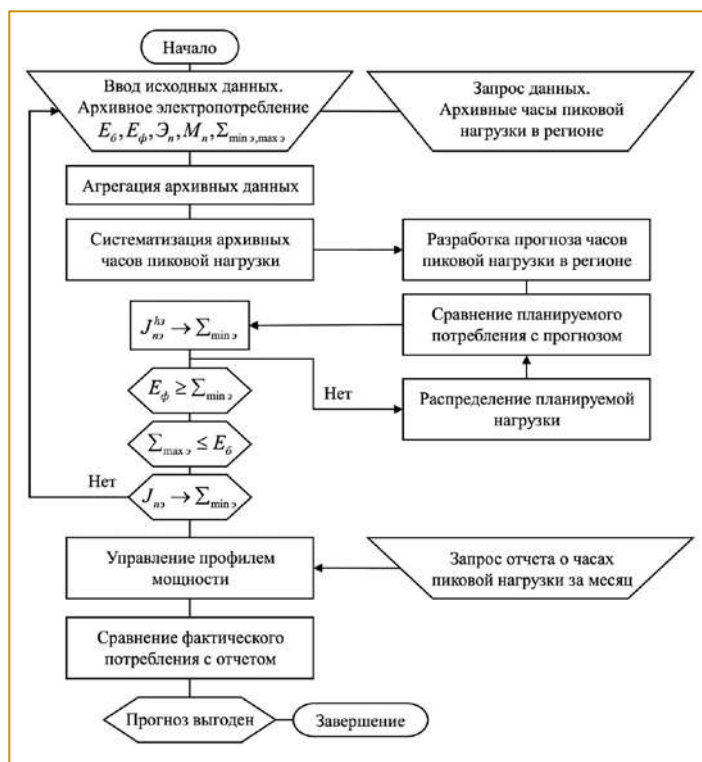 Начало
Ввод исходных данных.
Архивное электропотребление
E_б, E_ф, Э_п, M_п, Σ_min э,max э
Запрос данных.
Архивные часы пиковой
нагрузки в регионе
Агрегация архивных данных
Систематизация архивных
часов пиковой нагрузки
Разработка прогноза часов
пиковой нагрузки в регионе
Сравнение планируемого
потребления с прогнозом
J_пэ^hз → Σ_min э
Нет
Распределение планируемой
нагрузки
E_ф ≥ Σ_min э
Σ_max э ≤ E_б
Нет
J_пэ → Σ_min э
Управление профилем
мощности
Запрос отчета о часах
пиковой нагрузки за месяц
Сравнение фактического
потребления с отчетом
Прогноз выгоден
Завершение